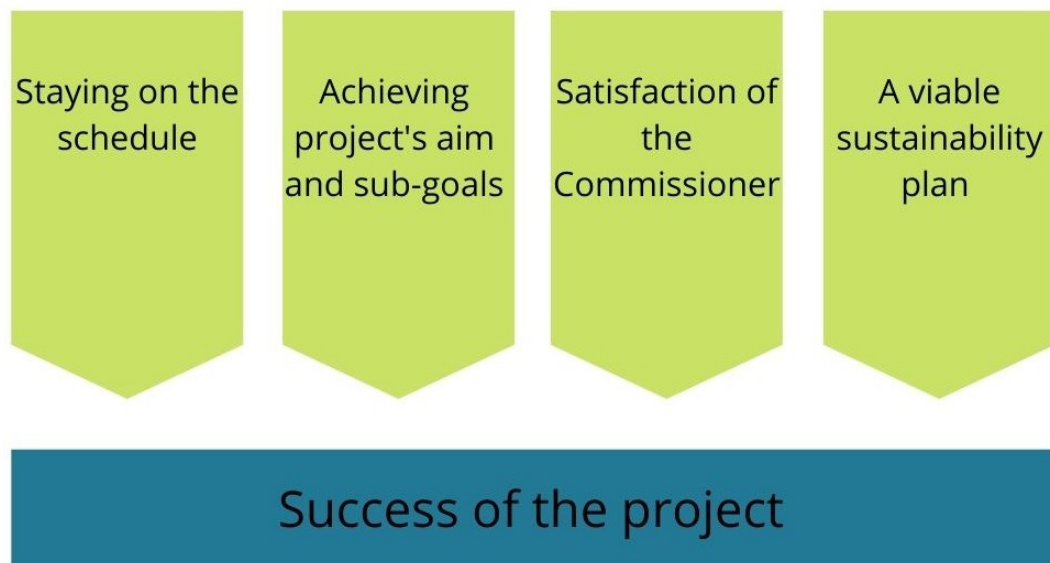 Staying on the
schedule
Achieving
project's aim
and sub-goals
Satisfaction of
the
Commissioner
A viable
sustainability
plan
Success of the project